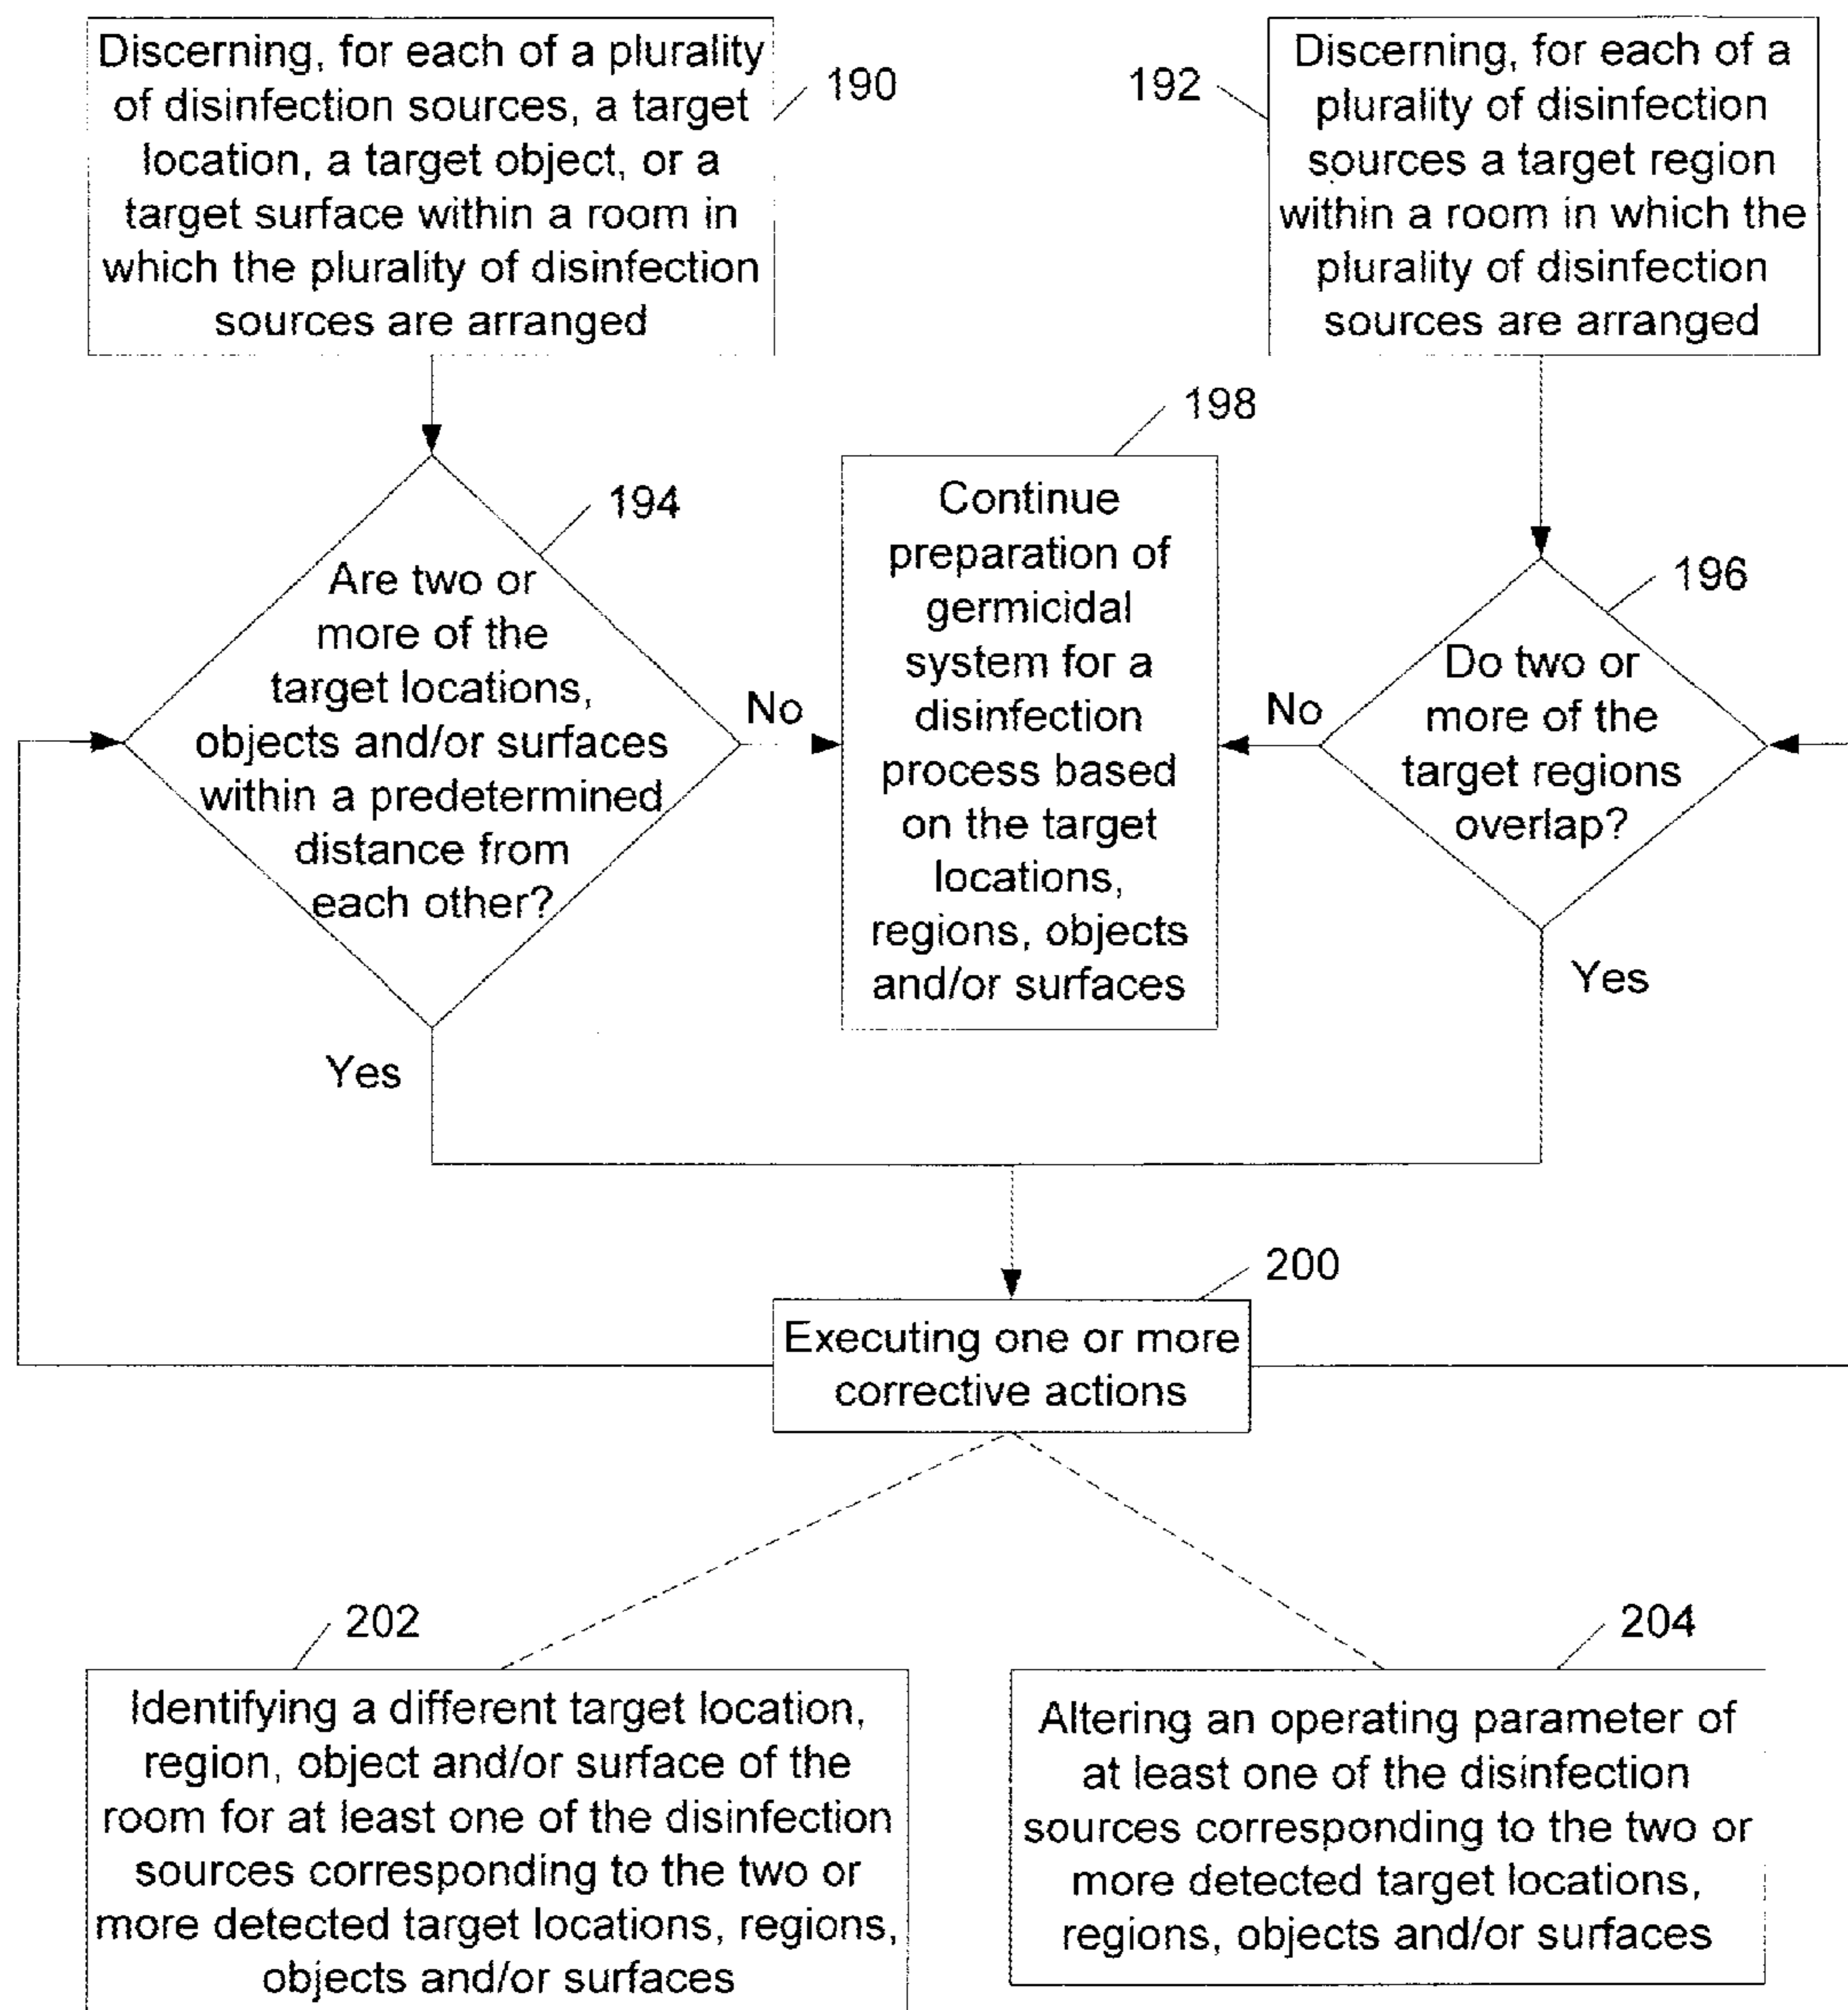 Discerning, for each of a plurality
of disinfection sources, a target
location, a target object, or a
target surface within a room in
which the plurality of disinfection
sources are arranged
190
192
Discerning, for each of a
plurality of disinfection
sources a target region
within a room in which the
plurality of disinfection
sources are arranged
194
Are two or
more of the
target locations,
objects and/or surfaces
within a predetermined
distance from
each other?
No
Yes
198
Continue
preparation of
germicidal
system for a
disinfection
process based
on the target
locations,
regions, objects
and/or surfaces
196
Do two or
more of the
target regions
overlap?
No
Yes
200
Executing one or more
corrective actions
202
Identifying a different target location,
region, object and/or surface of the
room for at least one of the disinfection
sources corresponding to the two or
more detected target locations, regions,
objects and/or surfaces
204
Altering an operating parameter of
at least one of the disinfection
sources corresponding to the two or
more detected target locations,
regions, objects and/or surfaces